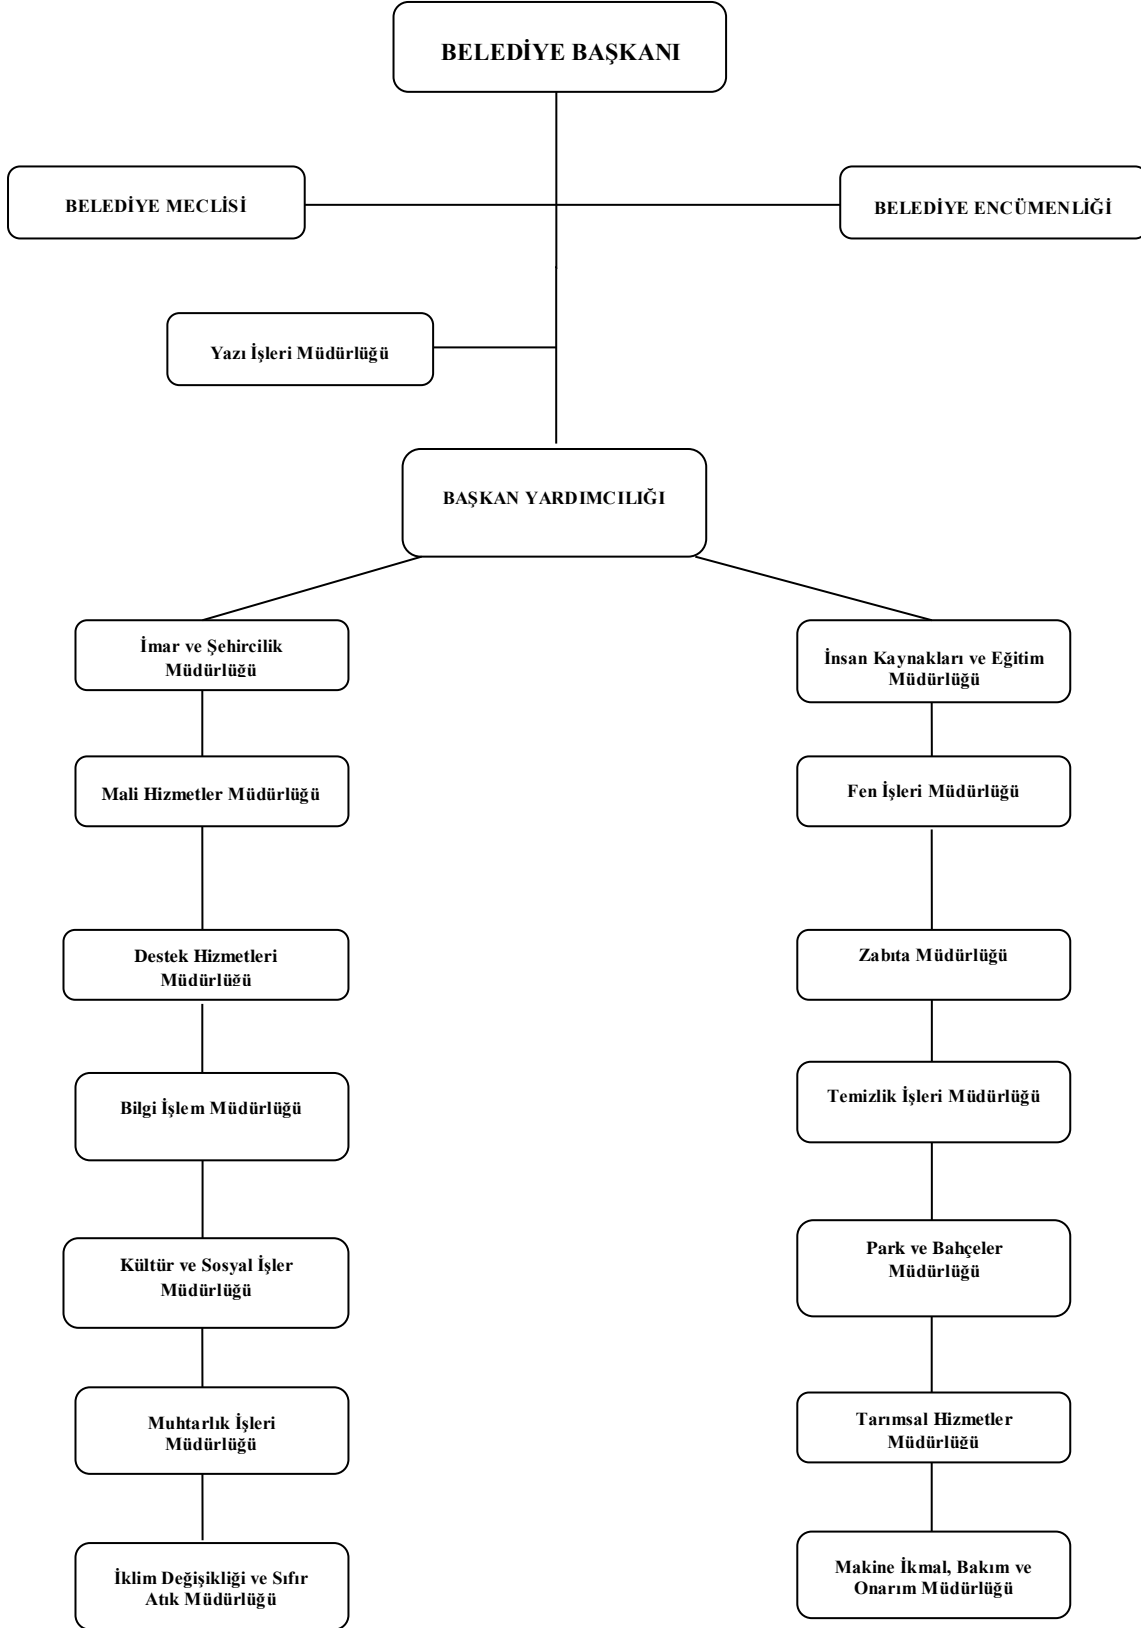 BELEDİYE BAŞKANI
BELEDİYE MECLİSİ
BELEDİYE ENCÜMENLİĞİ
Yazı İşleri Müdürlüğü
BAŞKAN YARDIMCILIĞI
İmar ve Şehircilik
Müdürlüğü
İnsan Kaynakları ve Eğitim
Müdürlüğü
Mali Hizmetler Müdürlüğü
Fen İşleri Müdürlüğü
Destek Hizmetleri
Müdürlüğü
Zabıta Müdürlüğü
Bilgi İşlem Müdürlüğü
Temizlik İşleri Müdürlüğü
Kültür ve Sosyal İşler
Müdürlüğü
Park ve Bahçeler
Müdürlüğü
Muhtarlık İşleri
Müdürlüğü
Tarımsal Hizmetler
Müdürlüğü
İklim Değişikliği ve Sıfır
Atık Müdürlüğü
Makine İkmal, Bakım ve
Onarım Müdürlüğü